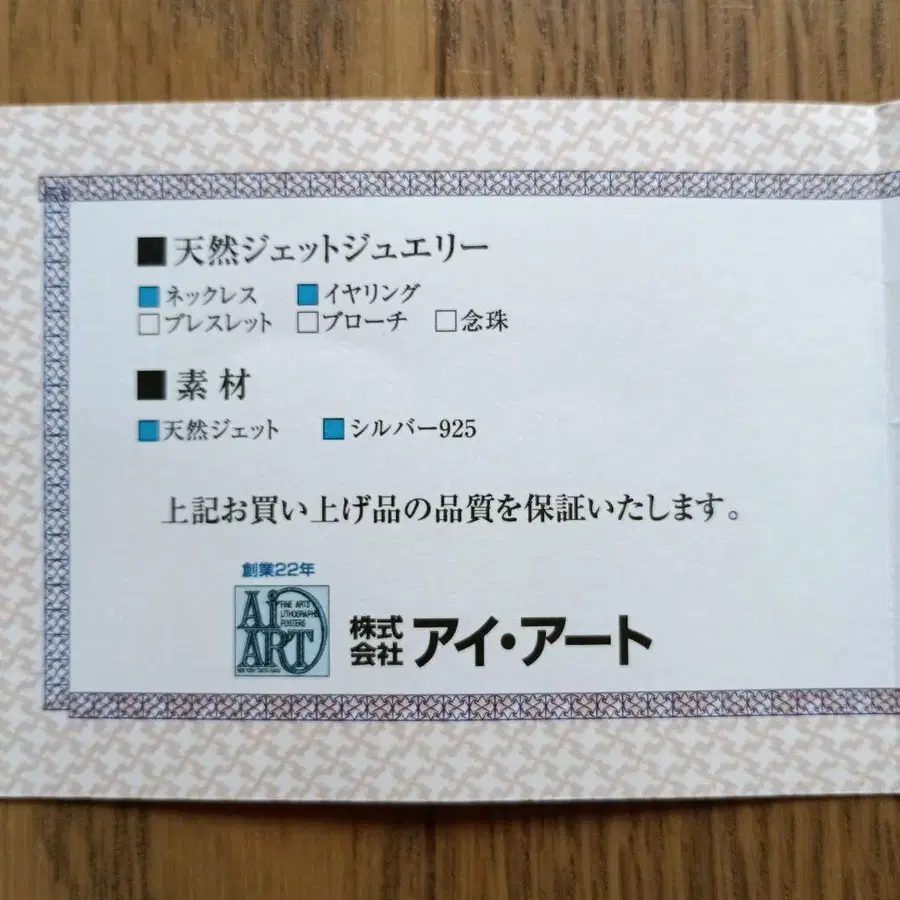 ■天然ジェットジュエリー
■ネックレス ■イヤリング
□ブレスレット □ブローチ □念珠
■素材
■天然ジェット ■シルバー925
上記お買い上げ品の品質を保証いたします。
創業22年
Ai ART
FINE ARTS
LITHOGRAPHS
POSTERS
株式会社 アイ・アート